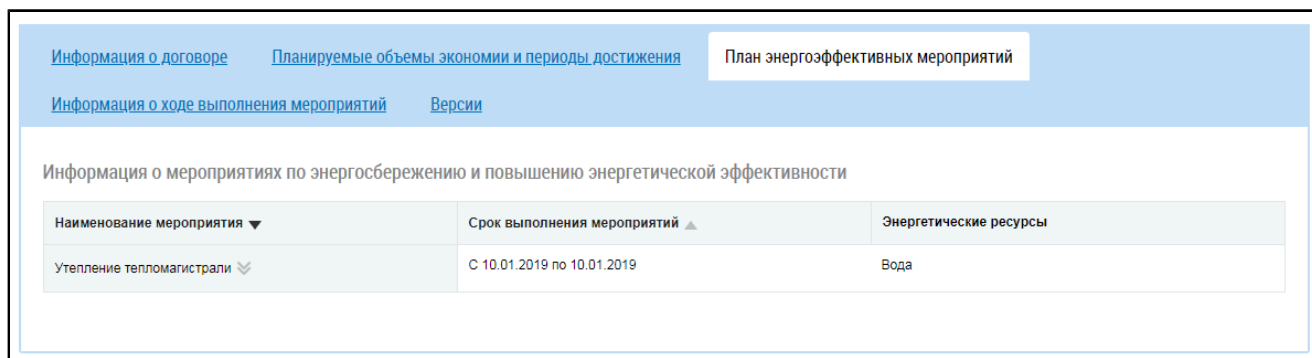 Информация о договоре Планируемые объемы экономии и периоды достижения План энергоэффективных мероприятий
Информация о ходе выполнения мероприятий Версии
Информация о мероприятиях по энергосбережению и повышению энергетической эффективности
Наименование мероприятия Срок выполнения мероприятий Энергетические ресурсы
Утепление тепломагистрали С 10.01.2019 по 10.01.2019 Вода